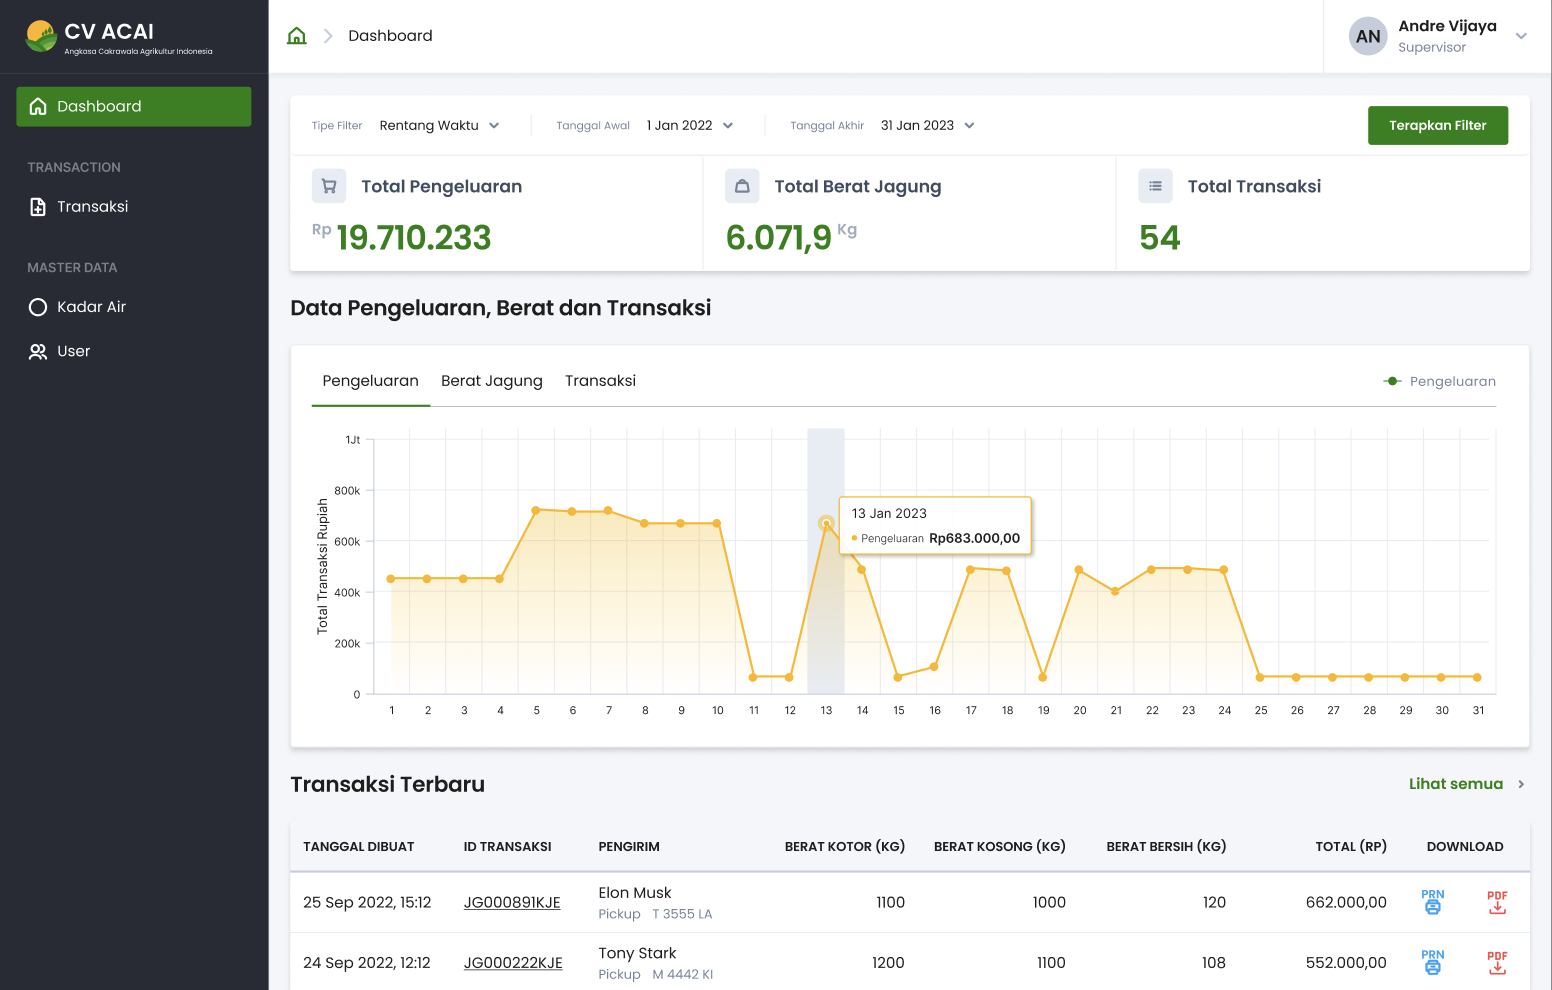 CV ACAI
Angkasa Cakrawala Agrikultur Indonesia
Dashboard
TRANSACTION
Transaksi
MASTER DATA
Kadar Air
User
Dashboard
AN
Andre Vijaya
Supervisor
Tipe Filter Rentang Waktu Tanggal Awal 1 Jan 2022 Tanggal Akhir 31 Jan 2023 Terapkan Filter
Total Pengeluaran
Rp 19.710.233
Total Berat Jagung
6.071,9 Kg
Total Transaksi
54
Data Pengeluaran, Berat dan Transaksi
Pengeluaran Berat Jagung Transaksi
Pengeluaran
Total Transaksi Rupiah
1Jt
800k
600k
400k
200k
0
13 Jan 2023
Pengeluaran Rp683.000,00
1 2 3 4 5 6 7 8 9 10 11 12 13 14 15 16 17 18 19 20 21 22 23 24 25 26 27 28 29 30 31
Transaksi Terbaru
Lihat semua
TANGGAL DIBUAT ID TRANSAKSI PENGIRIM BERAT KOTOR (KG) BERAT KOSONG (KG) BERAT BERSIH (KG) TOTAL (RP) DOWNLOAD
25 Sep 2022, 15:12 JG000891KJE Elon Musk 1100 1000 120 662.000,00 PRN PDF
Pickup T 3555 LA
24 Sep 2022, 12:12 JG000222KJE Tony Stark 1200 1100 108 552.000,00 PRN PDF
Pickup M 4442 KI